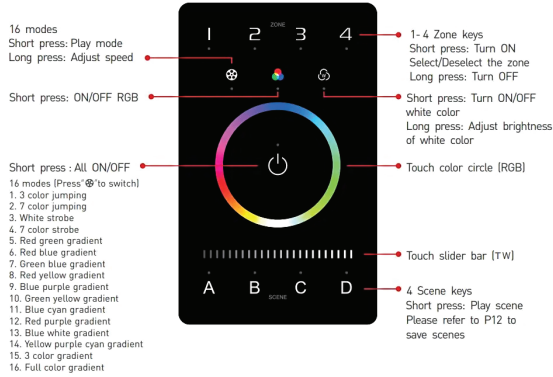 16 modes
Short press: Play mode
Long press: Adjust speed
Short press: ON/OFF RGB
Short press : All ON/OFF
16 modes (Press" "to switch)
1. 3 color jumping
2. 7 color jumping
3. White strobe
4. 7 color strobe
5. Red green gradient
6. Red blue gradient
7. Green blue gradient
8. Red yellow gradient
9. Blue purple gradient
10. Green yellow gradient
11. Blue cyan gradient
12. Red purple gradient
13. Blue white gradient
14. Yellow purple cyan gradient
15. 3 color gradient
16. Full color gradient
ZONE
1 2 3 4
A B C D
SCENE
1- 4 Zone keys
Short press: Turn ON
Select/Deselect the zone
Long press: Turn OFF
Short press: Turn ON/OFF
white color
Long press: Adjust brightness
of white color
Touch color circle (RGB)
Touch slider bar (TW)
4 Scene keys
Short press: Play scene
Please refer to P12 to
save scenes